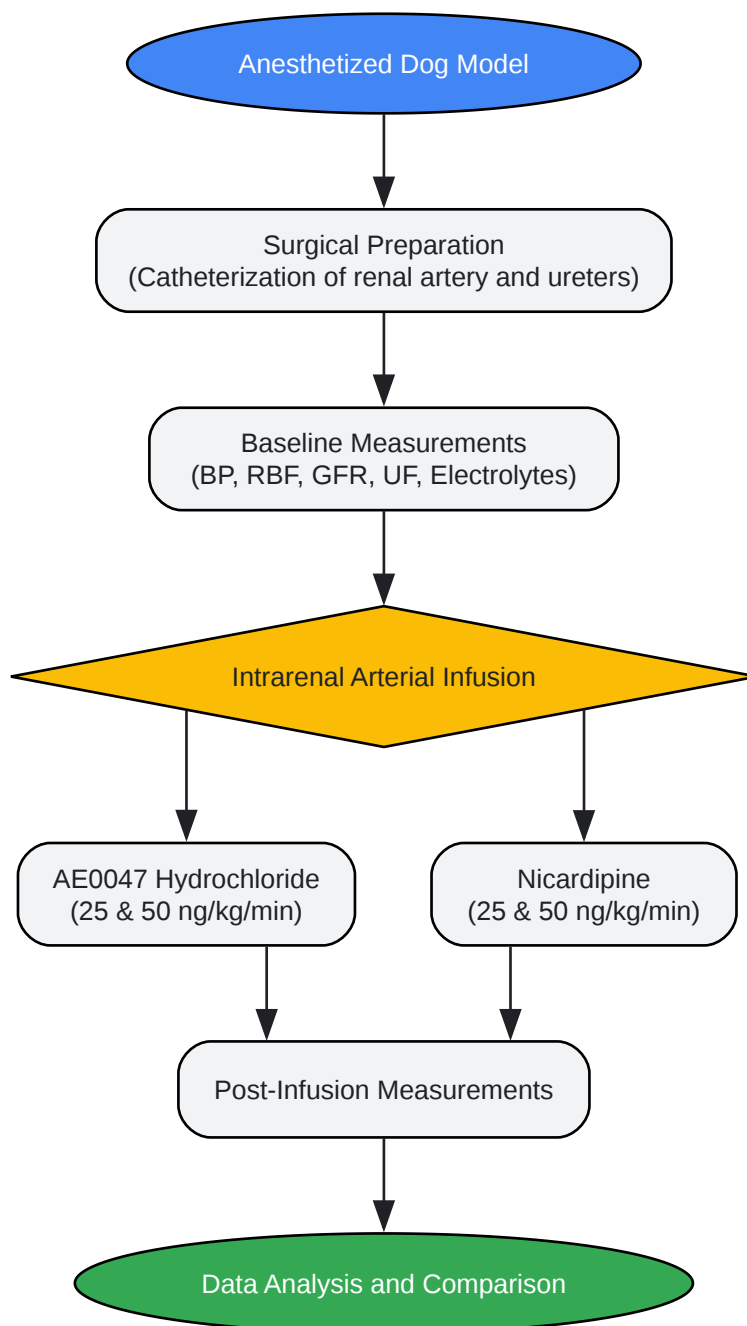 Anesthetized Dog Model
Surgical Preparation
(Catheterization of renal artery and ureters)
Baseline Measurements
(BP, RBF, GFR, UF, Electrolytes)
Intrarenal Arterial Infusion
AE0047 Hydrochloride
(25 & 50 ng/kg/min)
Nicardipine
(25 & 50 ng/kg/min)
Post-Infusion Measurements
Data Analysis and Comparison